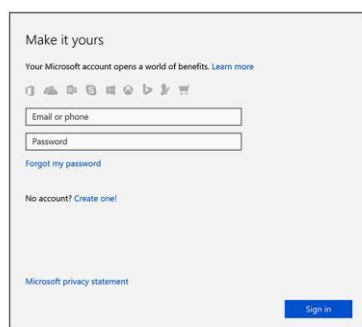 Make it yours
Your Microsoft account opens a world of benefits. Learn more
Email or phone
Password
Forgot my password
No account? Create one!
Microsoft privacy statement
Sign in